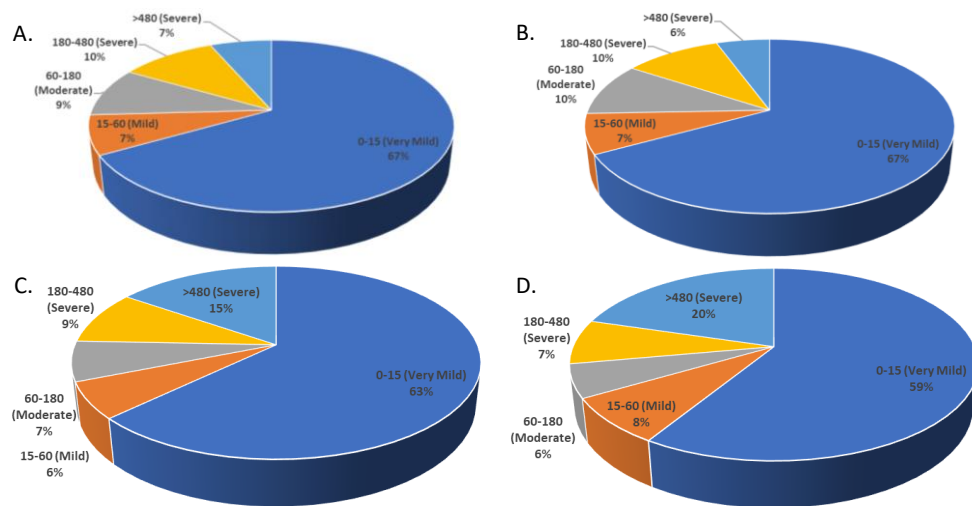 A.
>480 (Severe)
7%
180-480 (Severe)
10%
60-180
(Moderate)
9%
15-60 (Mild)
7%
0-15 (Very Mild)
67%
B.
>480 (Severe)
6%
180-480 (Severe)
10%
60-180
(Moderate)
10%
15-60 (Mild)
7%
0-15 (Very Mild)
67%
C.
>480 (Severe)
15%
180-480
(Severe)
9%
60-180
(Moderate)
7%
15-60 (Mild)
6%
0-15 (Very Mild)
63%
D.
>480 (Severe)
20%
180-480
(Severe)
7%
60-180
(Moderate)
6%
15-60 (Mild)
8%
0-15 (Very Mild)
59%